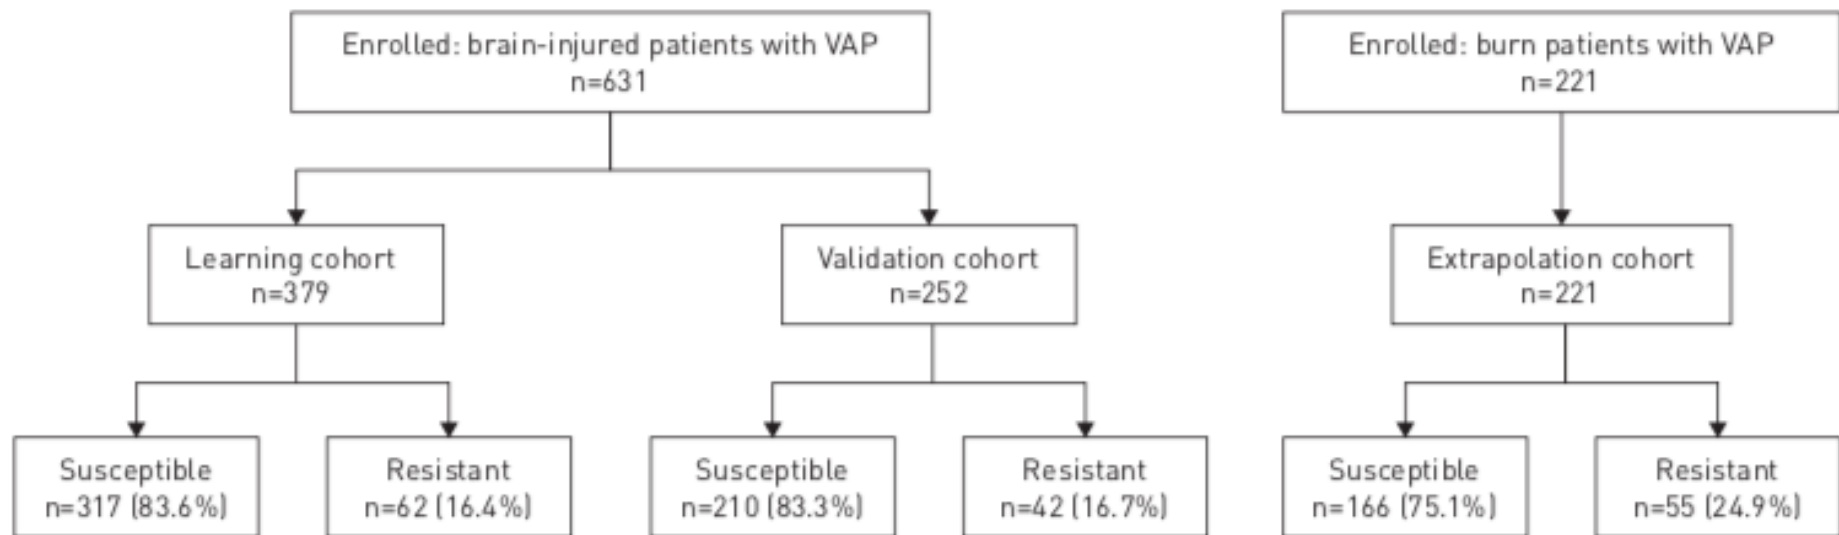 Enrolled: brain-injured patients with VAP
n=631
Enrolled: burn patients with VAP
n=221
Learning cohort
n=379
Validation cohort
n=252
Extrapolation cohort
n=221
Susceptible
n=317 (83.6%)
Resistant
n=62 (16.4%)
Susceptible
n=210 (83.3%)
Resistant
n=42 (16.7%)
Susceptible
n=166 (75.1%)
Resistant
n=55 (24.9%)